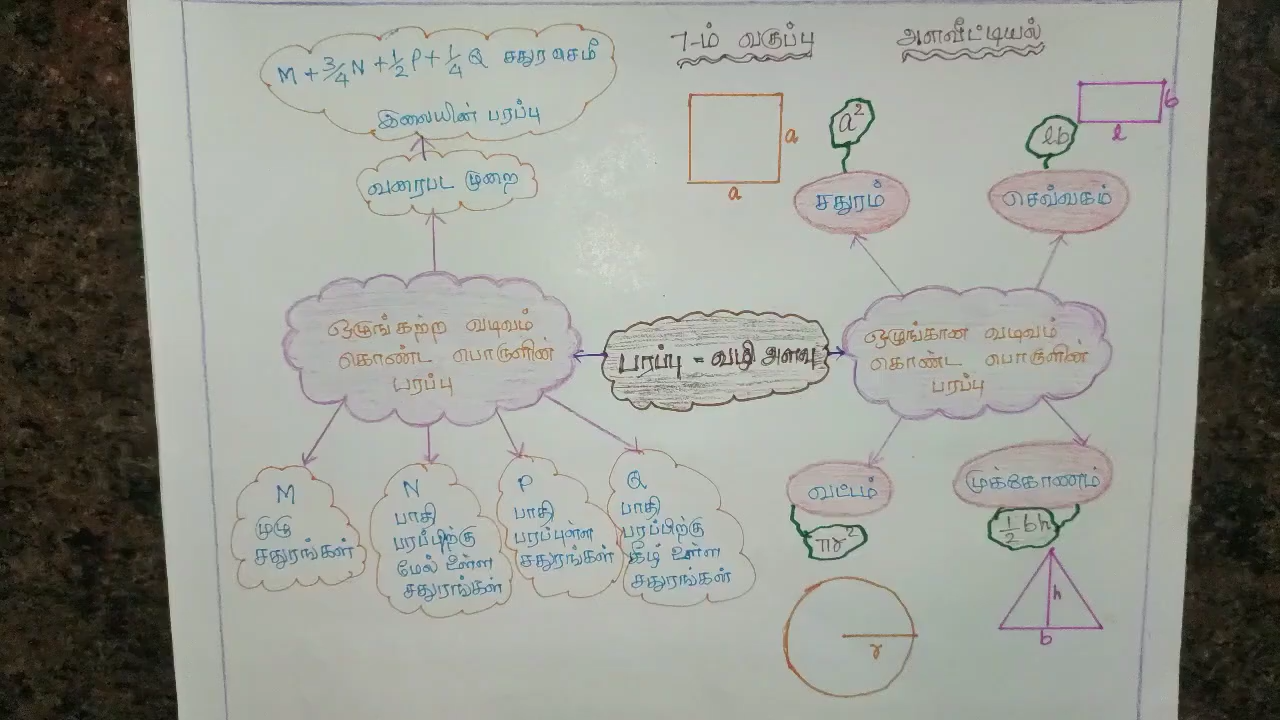 7-ம் வகுப்பு
அளவீட்டியல்
M + 3/4 N + 1/2 P + 1/4 Q சதுர செமீ
இலையின் பரப்பு
வரைபட முறை
ஒழுங்கற்ற வடிவம்
கொண்ட பொருளின்
பரப்பு
M
முழு
சதுரங்கள்
N
பாதி
பரப்பிற்கு
மேல் உள்ள
சதுரங்கள்
P
பாதி
பரப்புள்ள
சதுரங்கள்
Q
பாதி
பரப்பிற்கு
கீழ் உள்ள
சதுரங்கள்
பரப்பு = வழி அளவு
ஒழுங்கான வடிவம்
கொண்ட பொருளின்
பரப்பு
a
a
a²
சதுரம்
b
l
lb
செவ்வகம்
வட்டம்
πr²
r
முக்கோணம்
1/2 bh
h
b